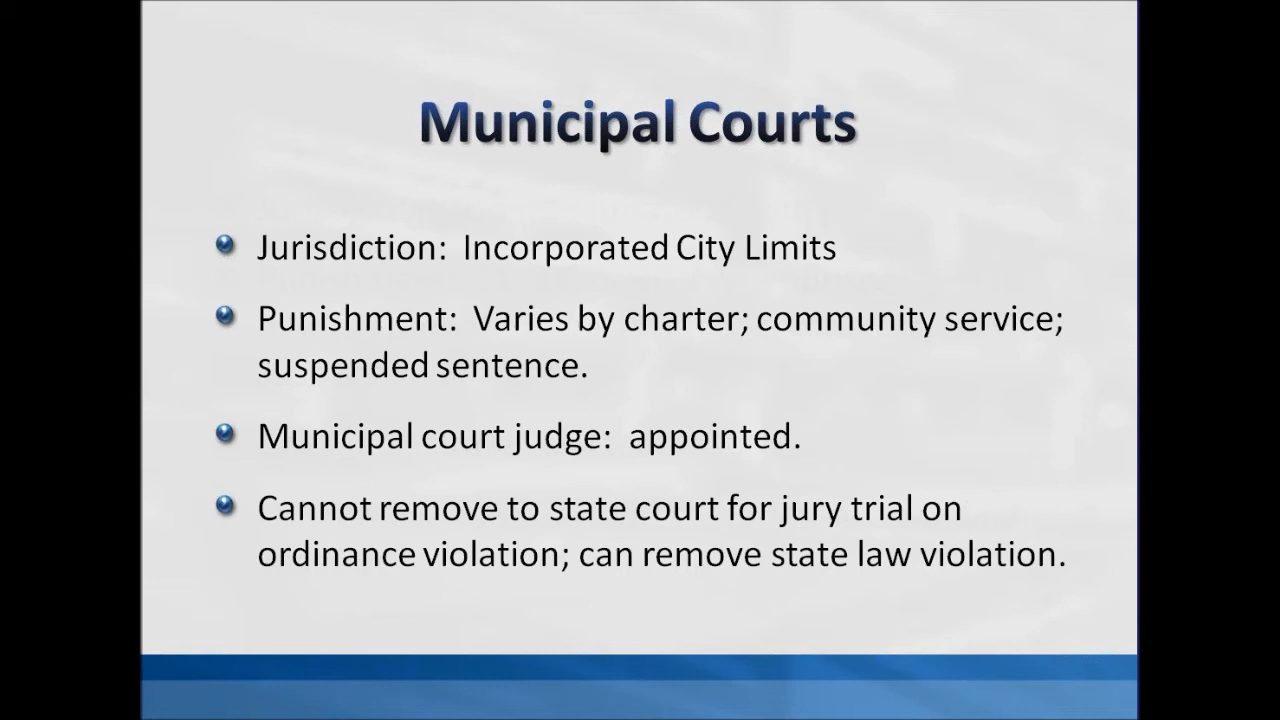 Municipal Courts
Jurisdiction:  Incorporated City Limits
Punishment:  Varies by charter; community service;
suspended sentence.
Municipal court judge:  appointed.
Cannot remove to state court for jury trial on
ordinance violation; can remove state law violation.